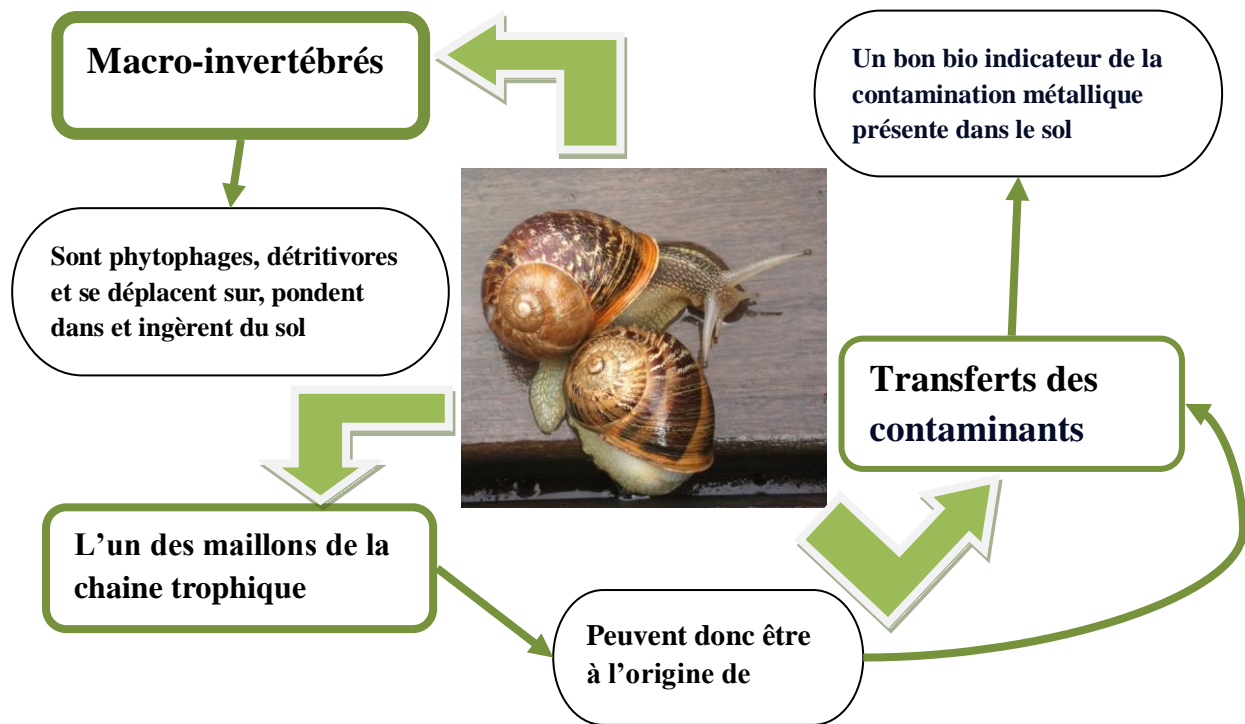 Macro-invertébrés
Un bon bio indicateur de la
contamination métallique
présente dans le sol
Sont phytophages, détritivores
et se déplacent sur, pondent
dans et ingèrent du sol
Transferts des
contaminants
L’un des maillons de la
chaine trophique
Peuvent donc être
à l’origine de